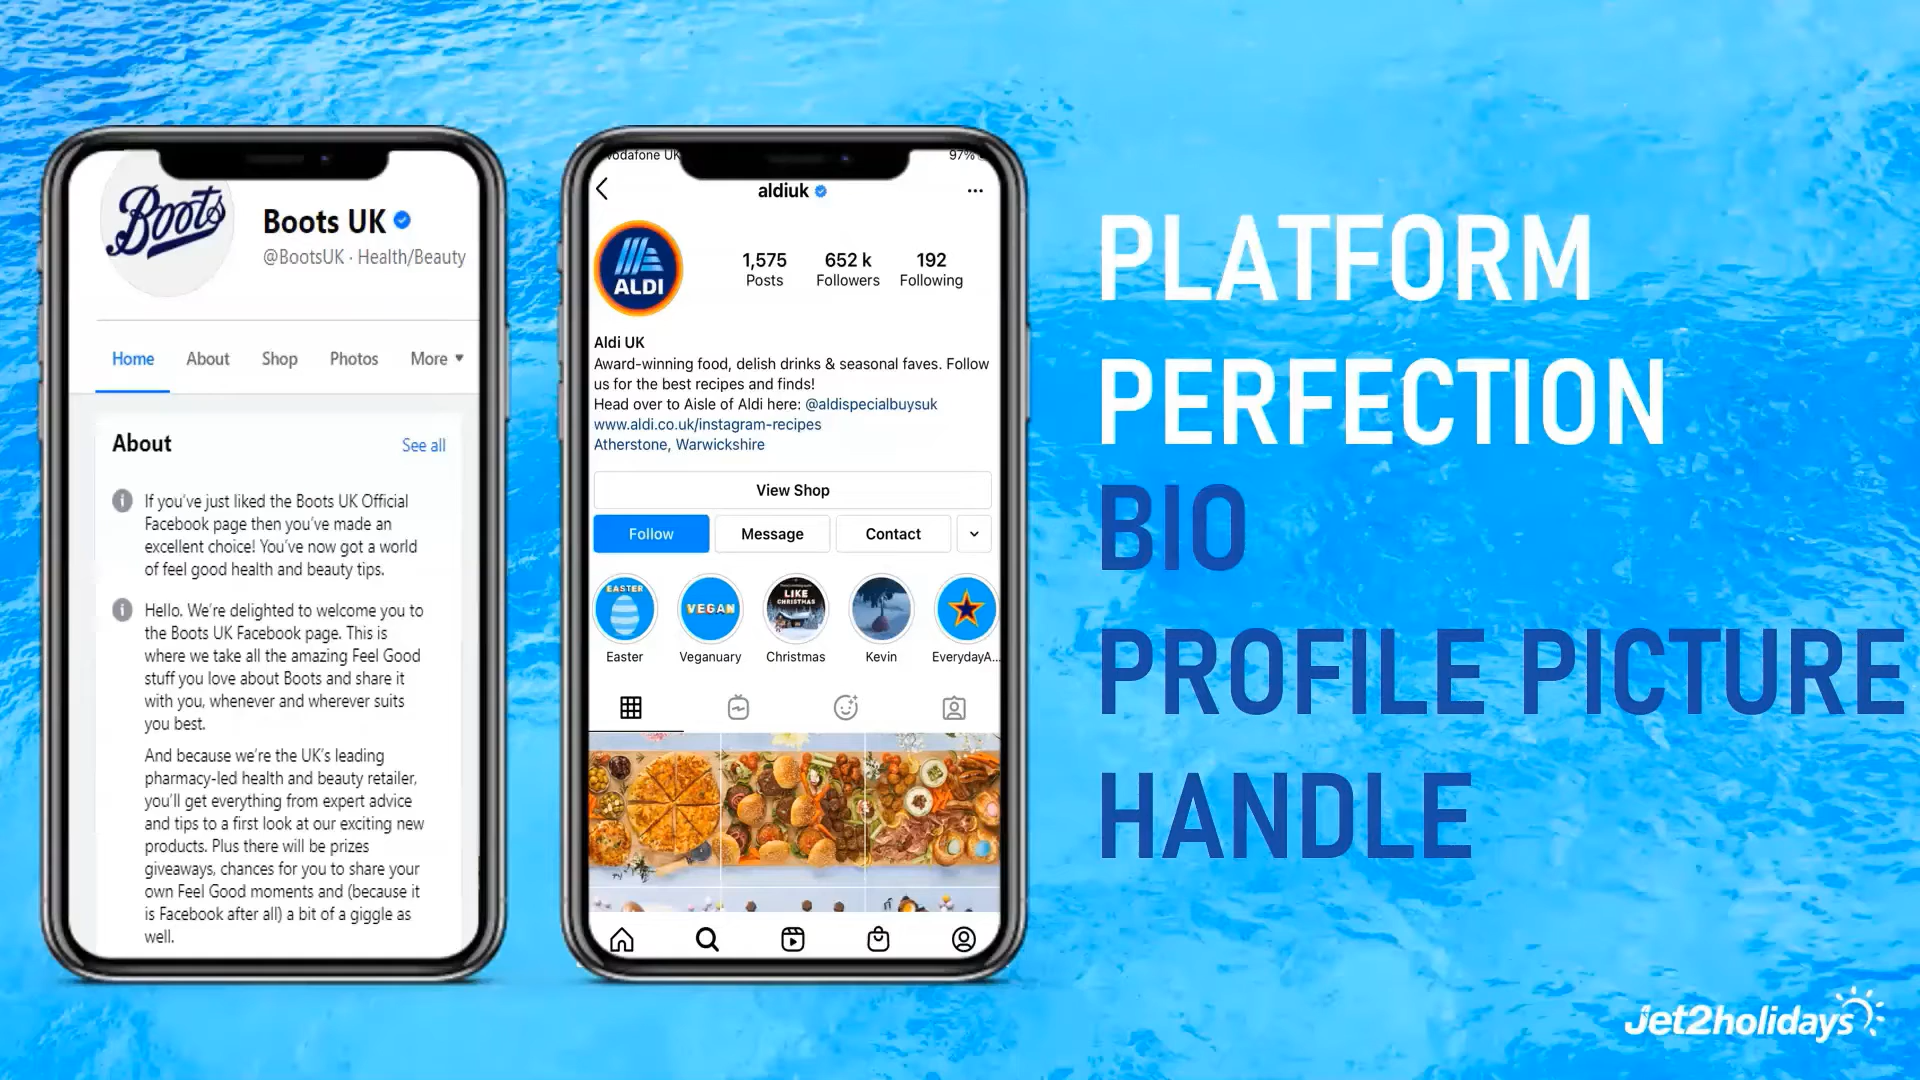 Boots
Boots UK
@BootsUK · Health/Beauty
Home About Shop Photos More
About See all
If you've just liked the Boots UK Official
Facebook page then you've made an
excellent choice! You've now got a world
of feel good health and beauty tips.
Hello. We're delighted to welcome you to
the Boots UK Facebook page. This is
where we take all the amazing Feel Good
stuff you love about Boots and share it
with you, whenever and wherever suits
you best.
And because we're the UK's leading
pharmacy-led health and beauty retailer,
you'll get everything from expert advice
and tips to a first look at our exciting new
products. Plus there will be prizes
giveaways, chances for you to share your
own Feel Good moments and (because it
is Facebook after all) a bit of a giggle as
well.
vodafone UK 97%
aldiuk
ALDI
1,575 652 k 192
Posts Followers Following
Aldi UK
Award-winning food, delish drinks & seasonal faves. Follow
us for the best recipes and finds!
Head over to Aisle of Aldi here: @aldispecialbuysuk
www.aldi.co.uk/instagram-recipes
Atherstone, Warwickshire
View Shop
Follow Message Contact
EASTER VEGAN LIKE CHRISTMAS
Easter Veganuary Christmas Kevin EverydayA...
PLATFORM
PERFECTION
BIO
PROFILE PICTURE
HANDLE
Jet2holidays